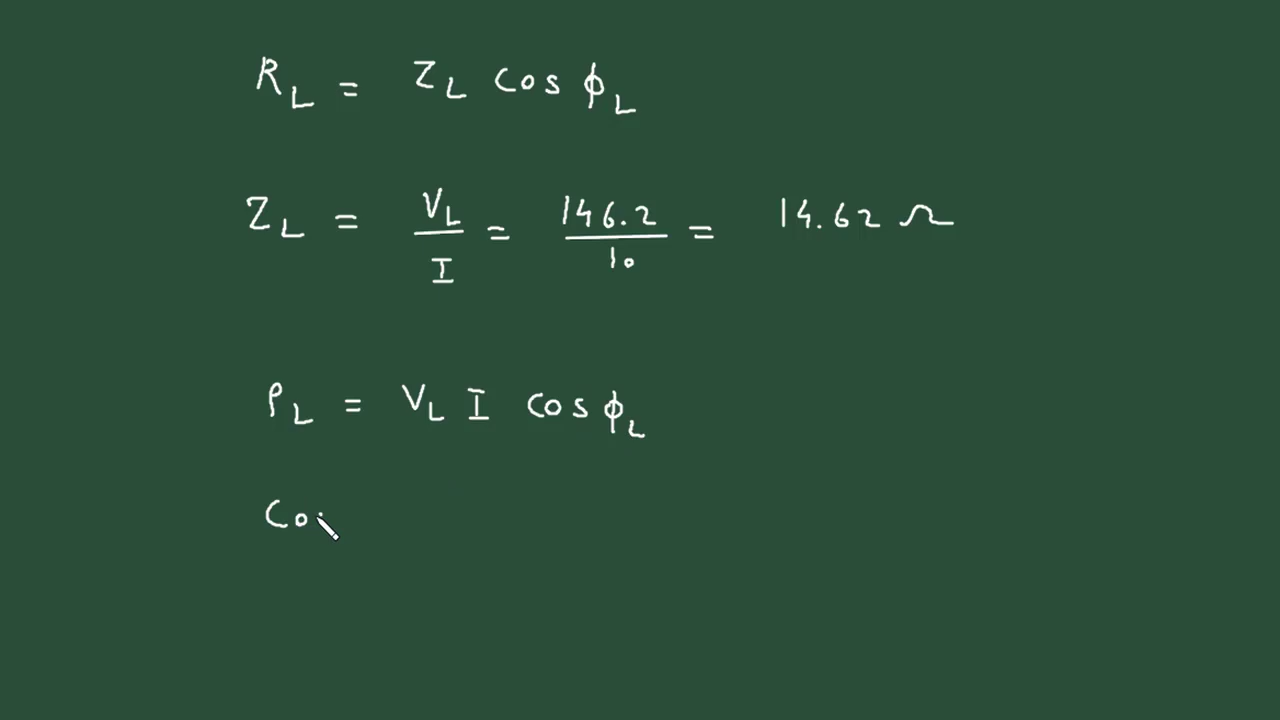 R_L = Z_L cos φ_L
Z_L = V_L / I = 146.2 / 10 = 14.62 Ω
P_L = V_L I cos φ_L
Co